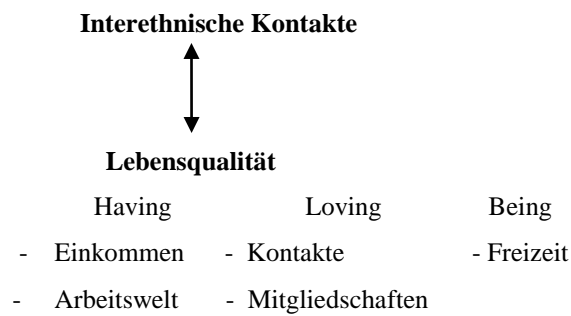 Interethnische Kontakte
Lebensqualität
Having Loving Being
- Einkommen - Kontakte - Freizeit
- Arbeitswelt - Mitgliedschaften